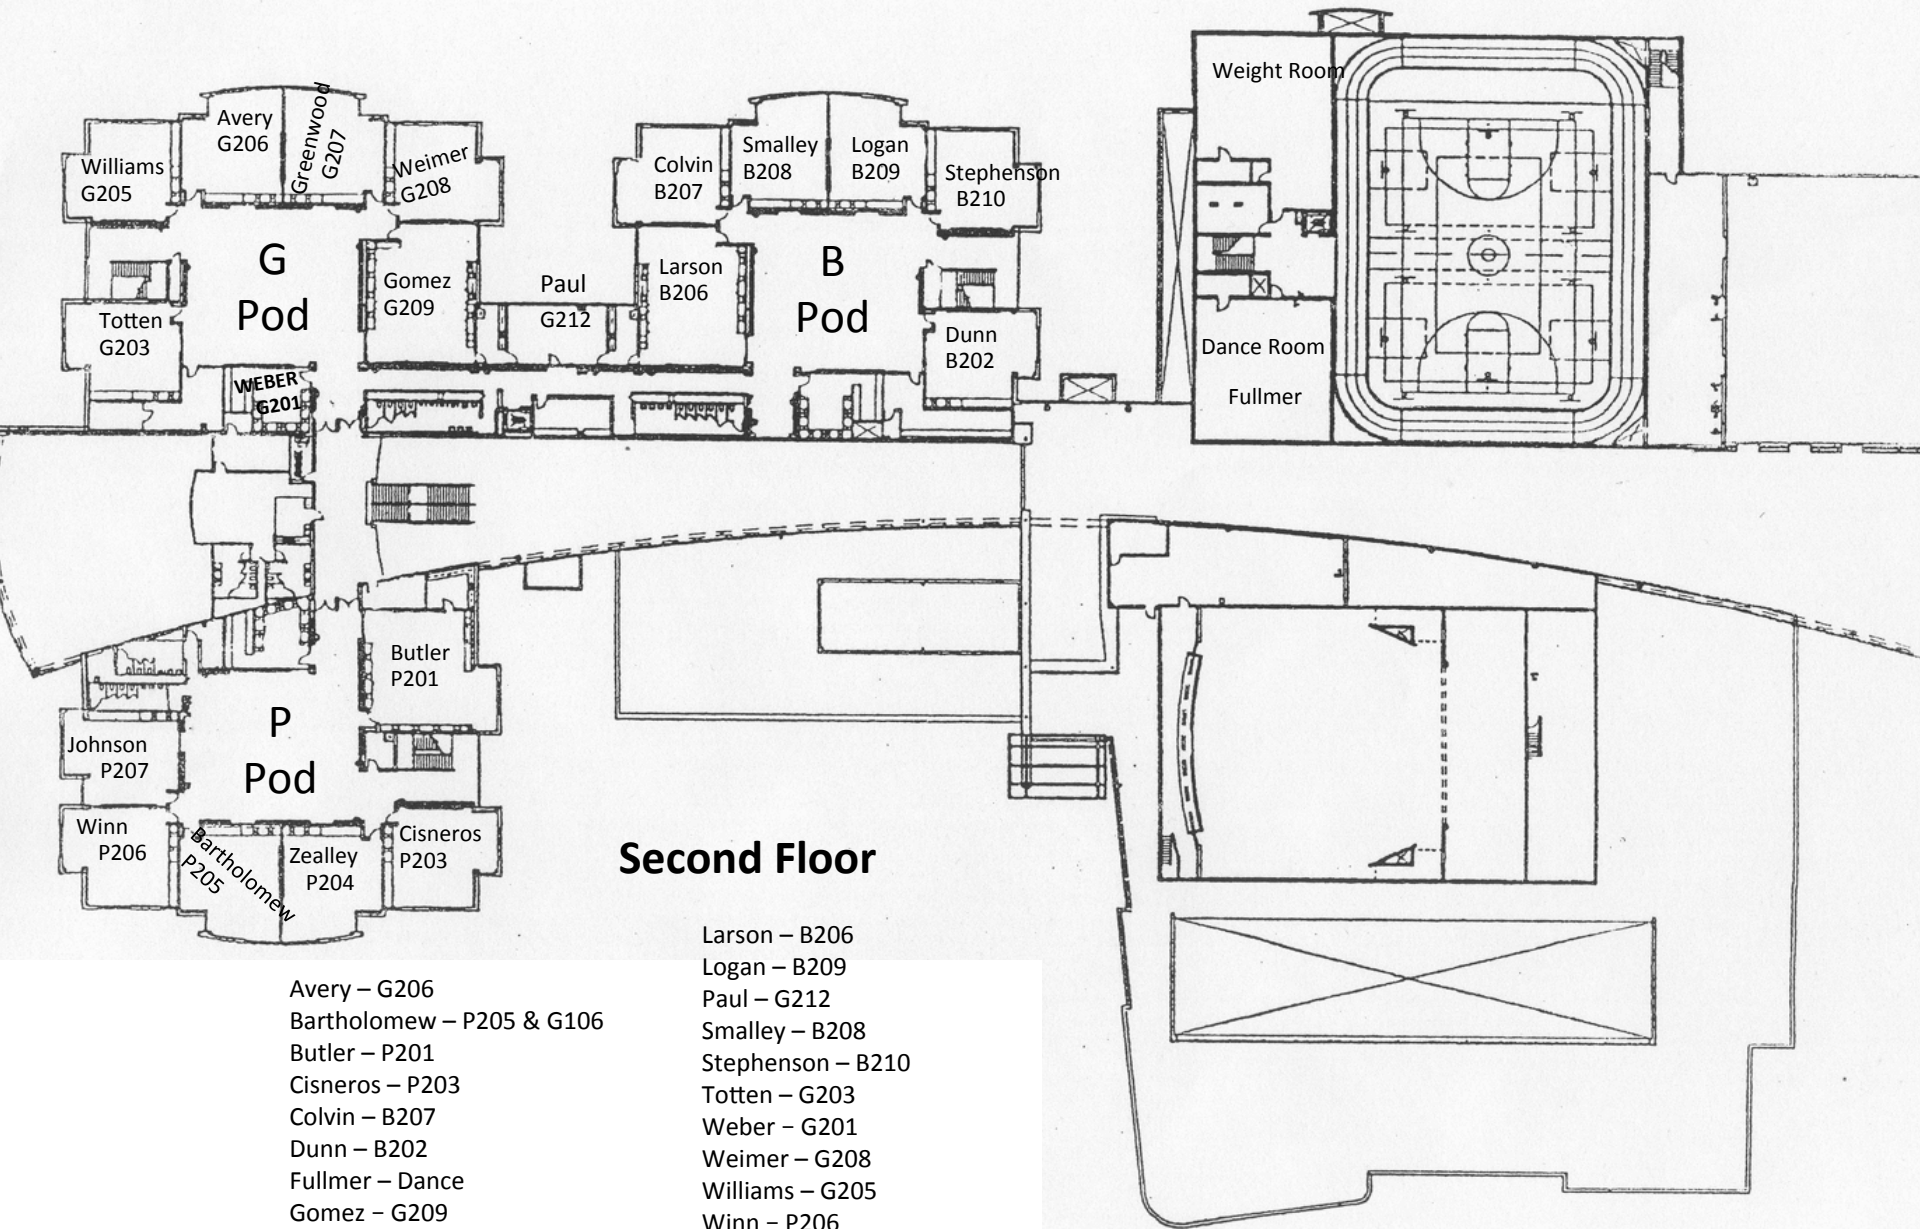 Avery
G206
Greenwood
G207
Williams
G205
Weimer
G208
G
Pod
Gomez
G209
Totten
G203
WEBER
G201
Paul
G212
Colvin
B207
Smalley
B208
Logan
B209
Stephenson
B210
Larson
B206
B
Pod
Dunn
B202
Weight Room
Dance Room
Fullmer
Butler
P201
P
Pod
Johnson
P207
Winn
P206
Bartholomew
P205
Zealley
P204
Cisneros
P203
Second Floor
Avery – G206
Bartholomew – P205 & G106
Butler – P201
Cisneros – P203
Colvin – B207
Dunn – B202
Fullmer – Dance
Gomez – G209
Larson – B206
Logan – B209
Paul – G212
Smalley – B208
Stephenson – B210
Totten – G203
Weber – G201
Weimer – G208
Williams – G205
Winn – P206